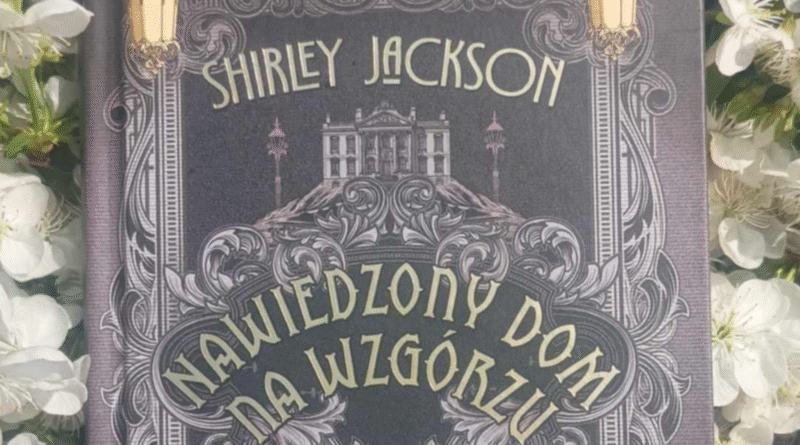 SHIRLEY JACKSON
NAWIEDZONY DOM
NA WZGÓRZU